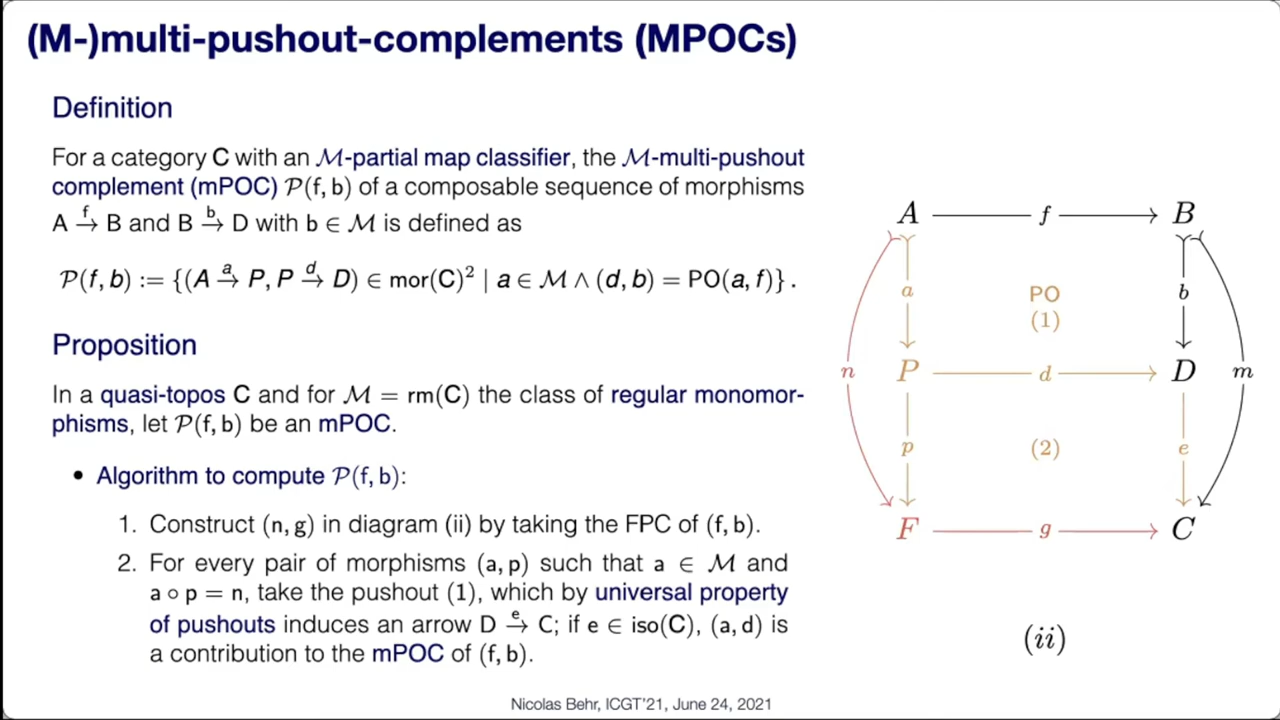 (M-)multi-pushout-complements (MPOCs)
Definition
For a category C with an ℳ-partial map classifier, the ℳ-multi-pushout
complement (mPOC) 𝒫(f, b) of a composable sequence of morphisms
A →f B and B →b D with b ∈ ℳ is defined as
𝒫(f, b) := {(A →a P, P →d D) ∈ mor(C)² | a ∈ ℳ ∧ (d, b) = PO(a, f)} .
Proposition
In a quasi-topos C and for ℳ = rm(C) the class of regular monomor-
phisms, let 𝒫(f, b) be an mPOC.
• Algorithm to compute 𝒫(f, b):
1. Construct (n, g) in diagram (ii) by taking the FPC of (f, b).
2. For every pair of morphisms (a, p) such that a ∈ ℳ and
a ∘ p = n, take the pushout (1), which by universal property
of pushouts induces an arrow D →e C; if e ∈ iso(C), (a, d) is
a contribution to the mPOC of (f, b).
A f B
a PO b
(1)
n P d D m
p (2) e
F g C
(ii)
Nicolas Behr, ICGT'21, June 24, 2021